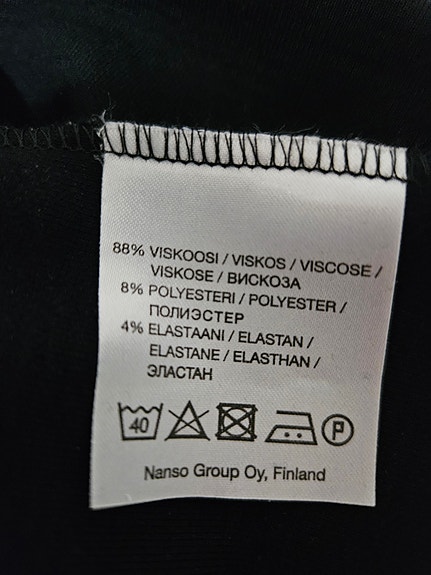 88% VISKOOSI / VISKOS / VISCOSE /
VISKOSE / ВИСКОЗА
8% POLYESTERI / POLYESTER /
ПОЛИЭСТЕР
4% ELASTAANI / ELASTAN /
ELASTANE / ELASTHAN /
ЭЛАСТАН
40 P
Nanso Group Oy, Finland